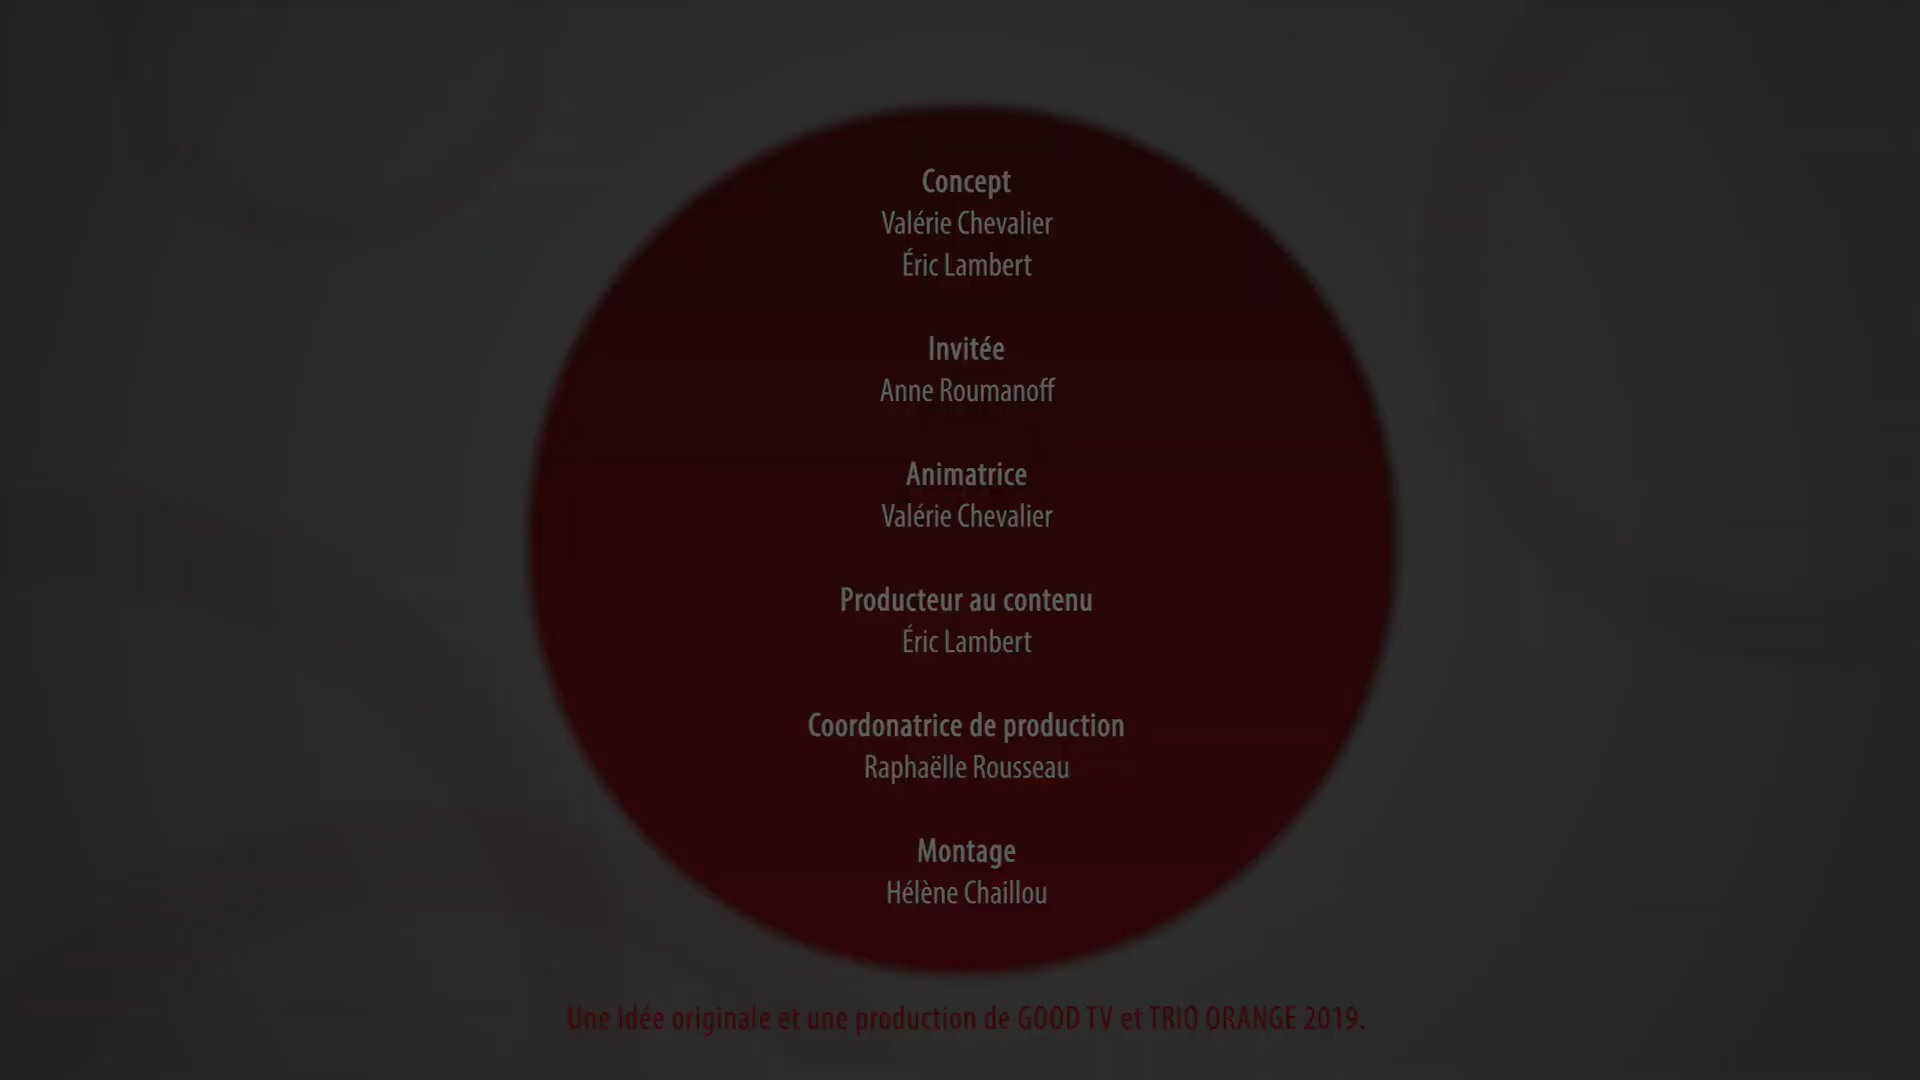 Concept
Valérie Chevalier
Éric Lambert
Invitée
Anne Roumanoff
Animatrice
Valérie Chevalier
Producteur au contenu
Éric Lambert
Coordonatrice de production
Raphaëlle Rousseau
Montage
Hélène Chaillou
Une idée originale et une production de GOOD TV et TRIO ORANGE 2019.